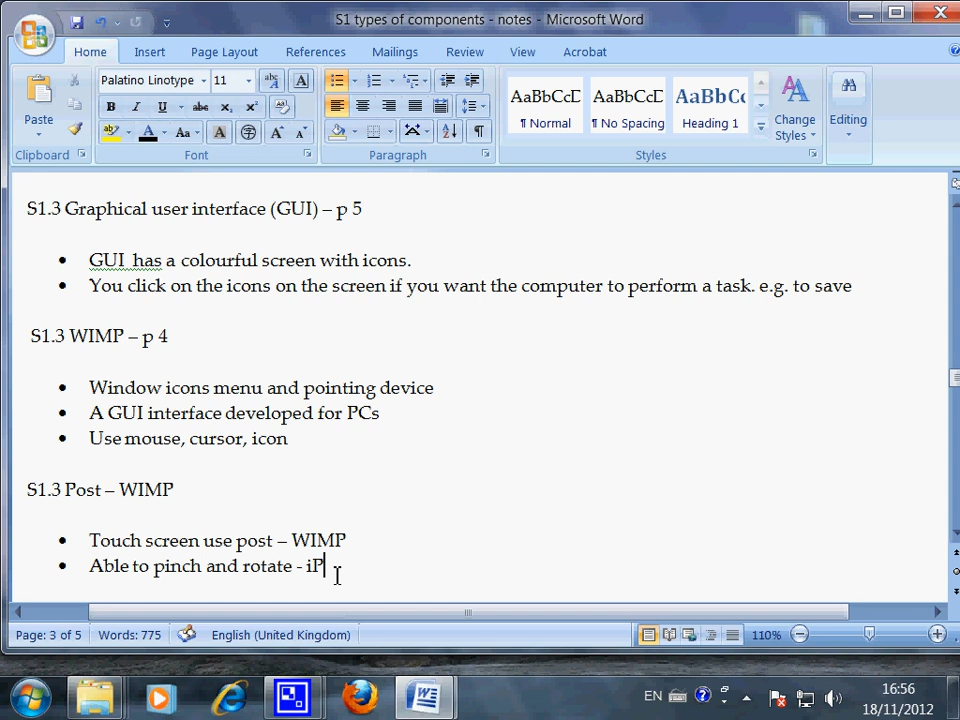 S1 types of components - notes - Microsoft Word
Home Insert Page Layout References Mailings Review View Acrobat
Palatino Linotype 11
AaBbCcD AaBbCcD AaBbCc
Paste
¶ Normal ¶ No Spacing Heading 1
Change Styles
Editing
Clipboard Font Paragraph Styles
S1.3 Graphical user interface (GUI) – p 5
• GUI has a colourful screen with icons.
• You click on the icons on the screen if you want the computer to perform a task. e.g. to save
S1.3 WIMP – p 4
• Window icons menu and pointing device
• A GUI interface developed for PCs
• Use mouse, cursor, icon
S1.3 Post – WIMP
• Touch screen use post – WIMP
• Able to pinch and rotate - iP
Page: 3 of 5 Words: 775 English (United Kingdom) 110%
EN 16:56
18/11/2012